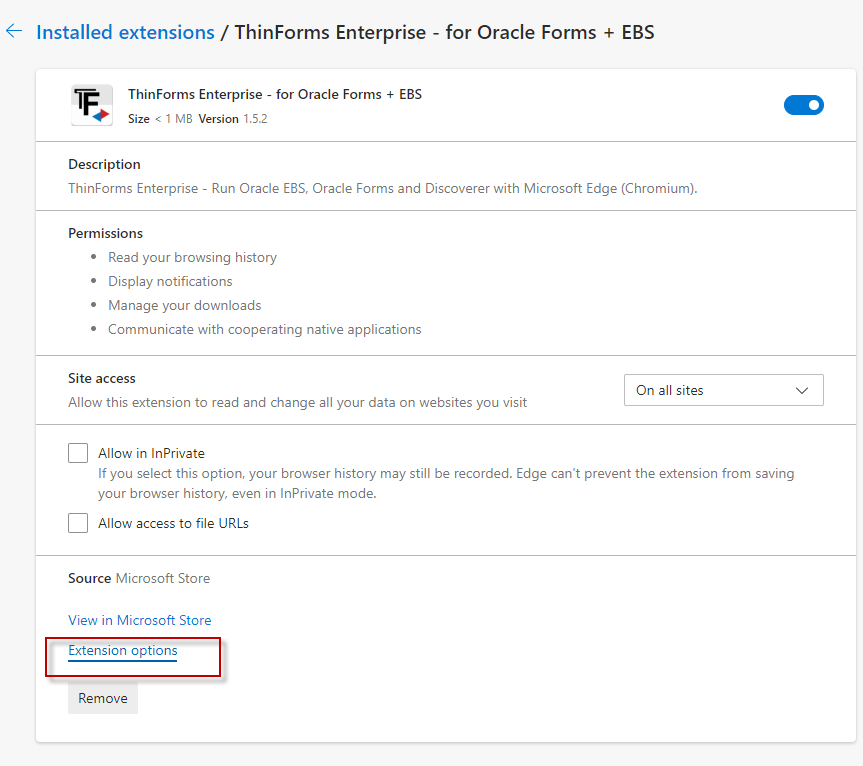 Installed extensions / ThinForms Enterprise - for Oracle Forms + EBS
TF
ThinForms Enterprise - for Oracle Forms + EBS
Size < 1 MB Version 1.5.2
Description
ThinForms Enterprise - Run Oracle EBS, Oracle Forms and Discoverer with Microsoft Edge (Chromium).
Permissions
Read your browsing history
Display notifications
Manage your downloads
Communicate with cooperating native applications
Site access
Allow this extension to read and change all your data on websites you visit
On all sites
Allow in InPrivate
If you select this option, your browser history may still be recorded. Edge can't prevent the extension from saving
your browser history, even in InPrivate mode.
Allow access to file URLs
Source Microsoft Store
View in Microsoft Store
Extension options
Remove